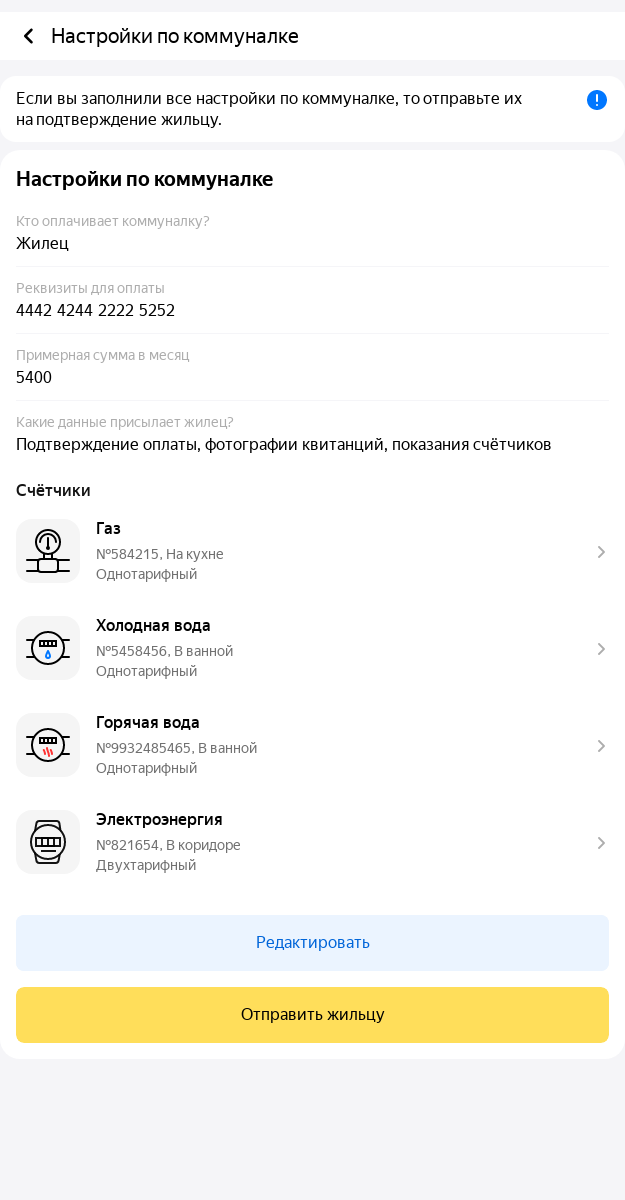 Настройки по коммуналке
Если вы заполнили все настройки по коммуналке, то отправьте их
на подтверждение жильцу.
Настройки по коммуналке
Кто оплачивает коммуналку?
Жилец
Реквизиты для оплаты
4442 4244 2222 5252
Примерная сумма в месяц
5400
Какие данные присылает жилец?
Подтверждение оплаты, фотографии квитанций, показания счётчиков
Счётчики
Газ
№584215, На кухне
Однотарифный
Холодная вода
№5458456, В ванной
Однотарифный
Горячая вода
№9932485465, В ванной
Однотарифный
Электроэнергия
№821654, В коридоре
Двухтарифный
Редактировать
Отправить жильцу